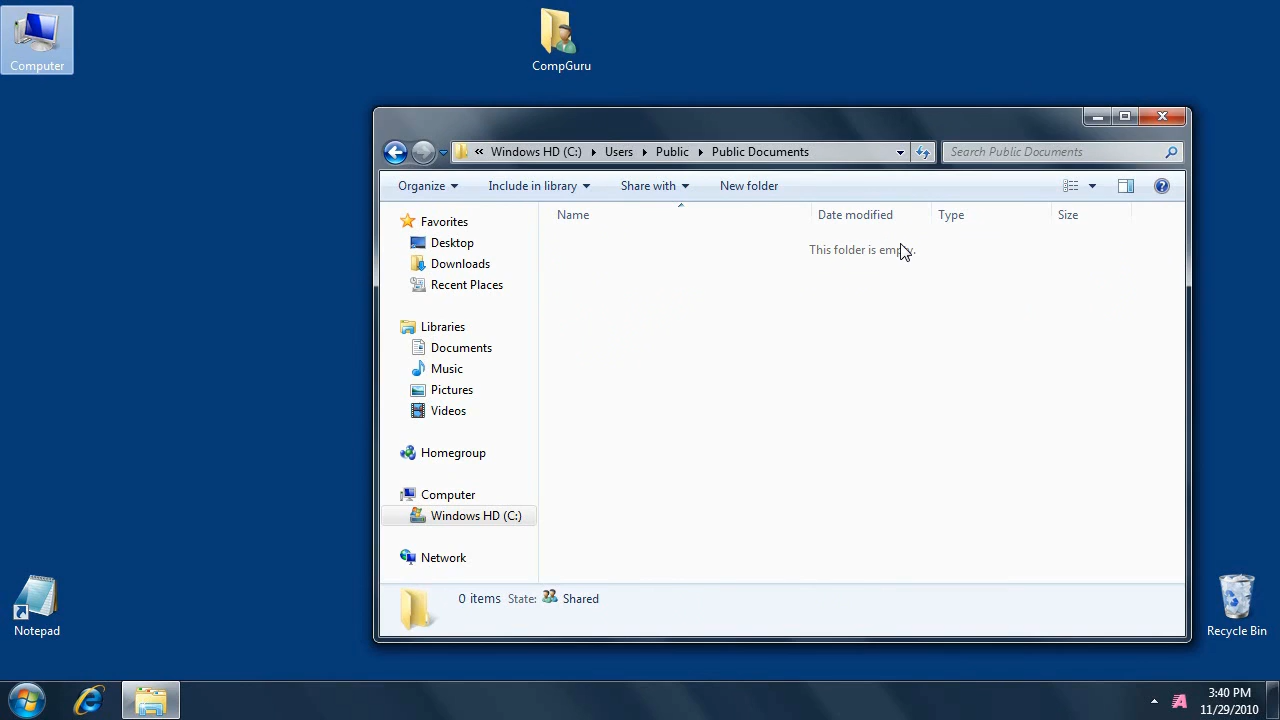 Computer
CompGuru
« Windows HD (C:) Users Public Public Documents
Search Public Documents
Organize Include in library Share with New folder
Name Date modified Type Size
This folder is empty.
Favorites
Desktop
Downloads
Recent Places
Libraries
Documents
Music
Pictures
Videos
Homegroup
Computer
Windows HD (C:)
Network
0 items State: Shared
Notepad
Recycle Bin
3:40 PM
11/29/2010